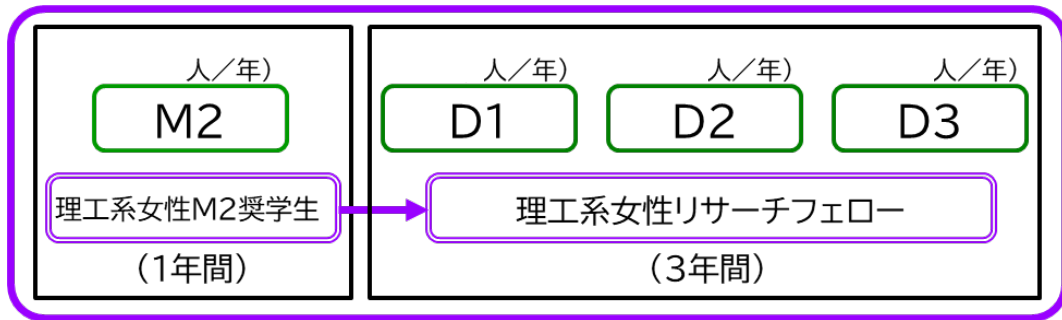 人／年)
M2
理工系女性M2奨学生
(1年間)
人／年)
人／年)
人／年)
D1
D2
D3
理工系女性リサーチフェロー
(3年間)